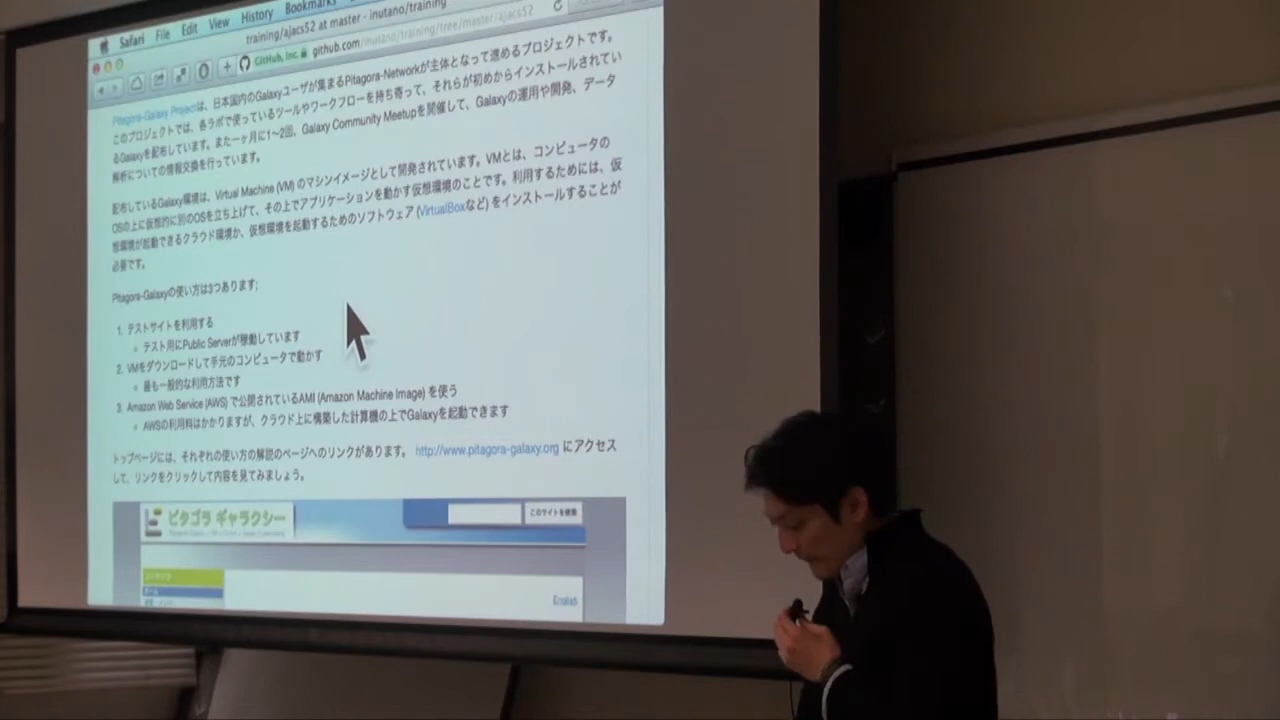 Safari File Edit View History Bookmarks
training/ajacs52 at master - inutano/training
GitHub, Inc. github.com/inutano/training/tree/master/ajacs52
Pitagora-Galaxy Projectは、日本国内のGalaxyユーザが集まるPitagora-Networkが主体となって進めるプロジェクトです。
このプロジェクトでは、各ラボで使っているツールやワークフローを持ち寄って、それらが初めからインストールされてい
るGalaxyを配布しています。また一ヶ月に1〜2回、Galaxy Community Meetupを開催して、Galaxyの運用や開発、データ
解析についての情報交換を行っています。
配布しているGalaxy環境は、Virtual Machine (VM) のマシンイメージとして開発されています。VMとは、コンピュータの
OSの上に仮想的に別のOSを立ち上げて、その上でアプリケーションを動かす仮想環境のことです。利用するためには、仮
想環境が起動できるクラウド環境か、仮想環境を起動するためのソフトウェア (VirtualBoxなど) をインストールすることが
必要です。
Pitagora-Galaxyの使い方は3つあります;
1. テストサイトを利用する
テスト用にPublic Serverが稼働しています
2. VMをダウンロードして手元のコンピュータで動かす
最も一般的な利用方法です
3. Amazon Web Service (AWS) で公開されているAMI (Amazon Machine Image) を使う
AWSの利用料はかかりますが、クラウド上に構築した計算機の上でGalaxyを起動できます
トップページには、それぞれの使い方の解説のページへのリンクがあります。 http://www.pitagora-galaxy.org にアクセス
して、リンクをクリックして内容を見てみましょう。
ピタゴラ ギャラクシー
このサイトを検索
ホーム
English